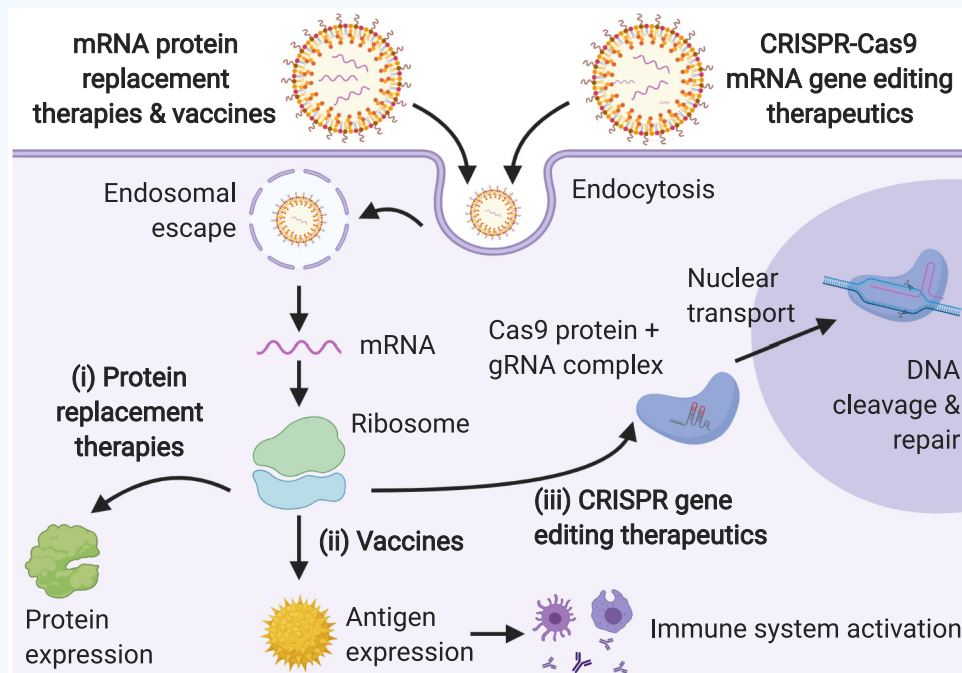 mRNA protein
replacement
therapies & vaccines
CRISPR-Cas9
mRNA gene editing
therapeutics
Endosomal
escape
Endocytosis
Nuclear
transport
mRNA
Cas9 protein +
gRNA complex
DNA
cleavage &
repair
(i) Protein
replacement
therapies
Ribosome
(iii) CRISPR gene
editing therapeutics
(ii) Vaccines
Protein
expression
Antigen
expression
Immune system activation